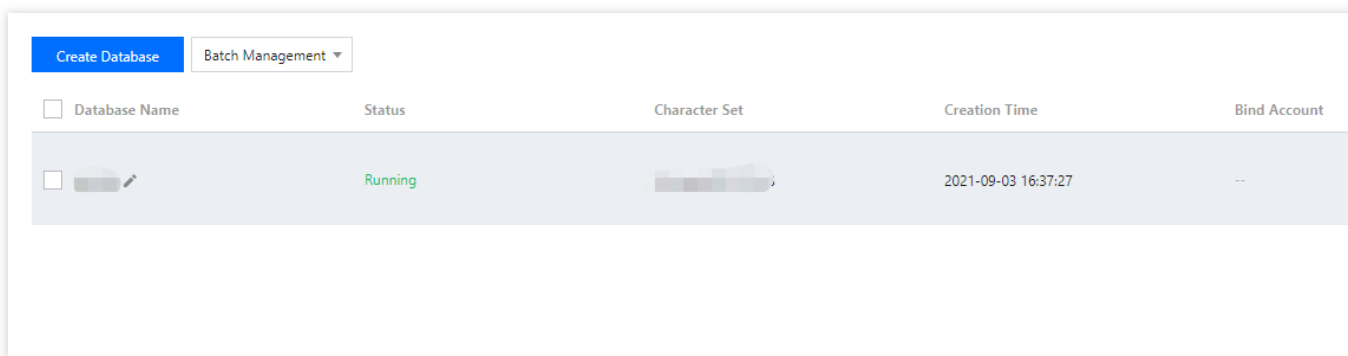 Create Database Batch Management
Database Name Status Character Set Creation Time Bind Account
Running 2021-09-03 16:37:27 --